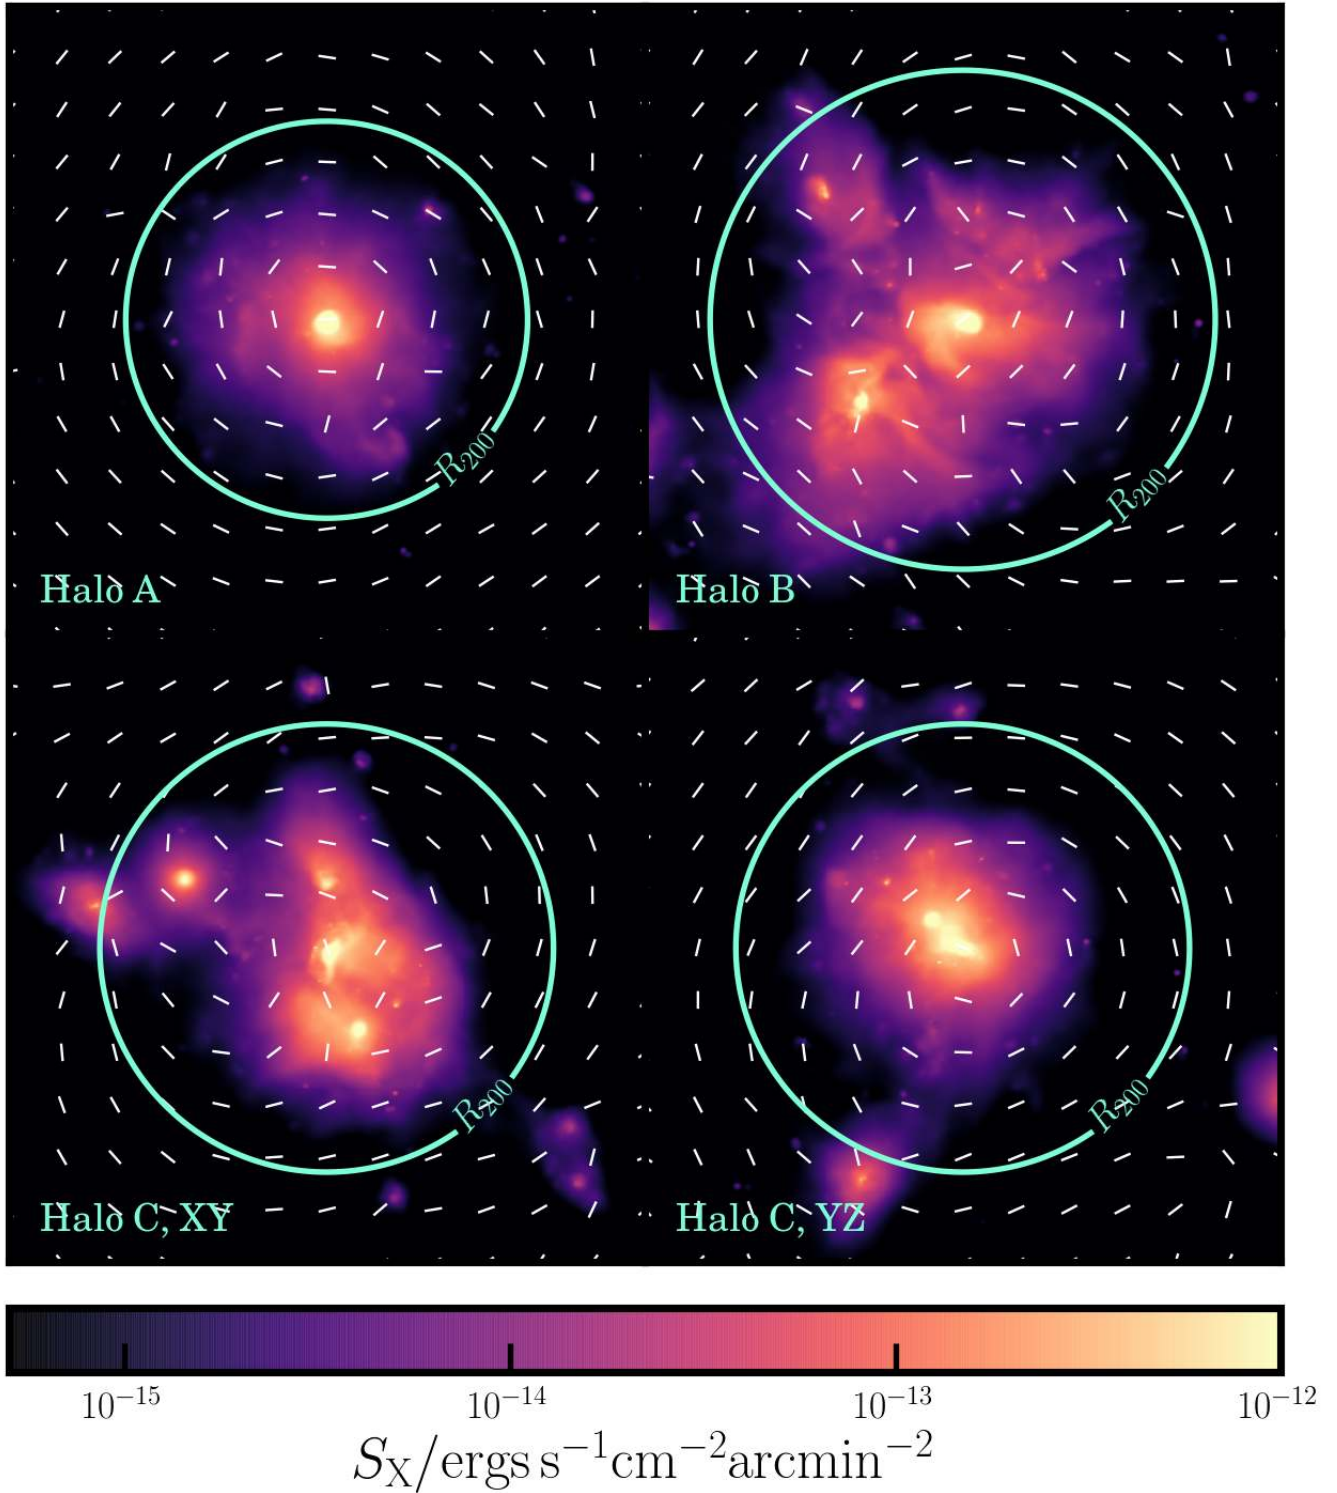 R₂₀₀
R₂₀₀
Halo A
Halo B
R₂₀₀
R₂₀₀
Halo C, XY
Halo C, YZ
10⁻¹⁵ 10⁻¹⁴ 10⁻¹³ 10⁻¹²
S_X/ergs s⁻¹cm⁻²arcmin⁻²